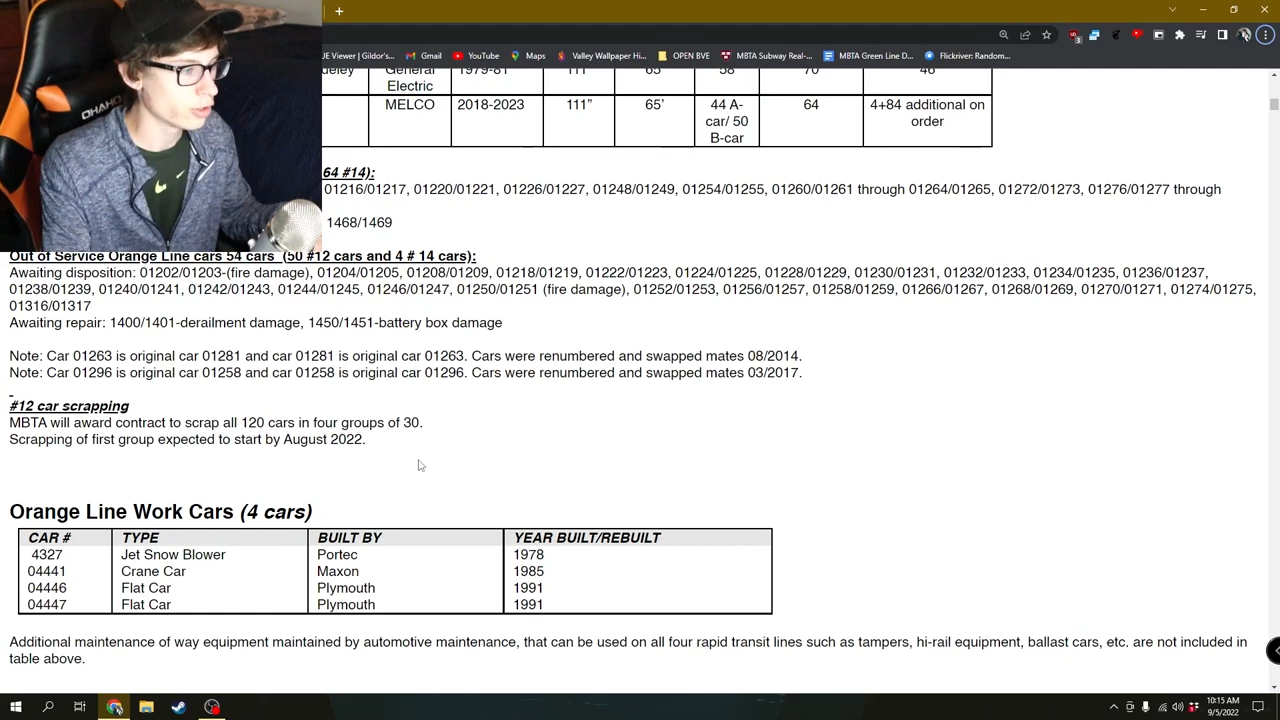 UE Viewer | Gildor's... Gmail YouTube Maps Valley Wallpaper Hi... OPEN BVE MBTA Subway Real-... MBTA Green Line D... Flickriver: Random...
General 1979-81 111" 65' 58 70 46
Electric
MELCO 2018-2023 111” 65’ 44 A- 64 4+84 additional on
car/ 50 order
B-car
64 #14):
01216/01217, 01220/01221, 01226/01227, 01248/01249, 01254/01255, 01260/01261 through 01264/01265, 01272/01273, 01276/01277 through
1468/1469
OHAHO
Out of Service Orange Line cars 54 cars (50 #12 cars and 4 # 14 cars):
Awaiting disposition: 01202/01203-(fire damage), 01204/01205, 01208/01209, 01218/01219, 01222/01223, 01224/01225, 01228/01229, 01230/01231, 01232/01233, 01234/01235, 01236/01237,
01238/01239, 01240/01241, 01242/01243, 01244/01245, 01246/01247, 01250/01251 (fire damage), 01252/01253, 01256/01257, 01258/01259, 01266/01267, 01268/01269, 01270/01271, 01274/01275,
01316/01317
Awaiting repair: 1400/1401-derailment damage, 1450/1451-battery box damage
Note: Car 01263 is original car 01281 and car 01281 is original car 01263. Cars were renumbered and swapped mates 08/2014.
Note: Car 01296 is original car 01258 and car 01258 is original car 01296. Cars were renumbered and swapped mates 03/2017.
#12 car scrapping
MBTA will award contract to scrap all 120 cars in four groups of 30.
Scrapping of first group expected to start by August 2022.
Orange Line Work Cars (4 cars)
CAR # TYPE BUILT BY YEAR BUILT/REBUILT
4327 Jet Snow Blower Portec 1978
04441 Crane Car Maxon 1985
04446 Flat Car Plymouth 1991
04447 Flat Car Plymouth 1991
Additional maintenance of way equipment maintained by automotive maintenance, that can be used on all four rapid transit lines such as tampers, hi-rail equipment, ballast cars, etc. are not included in
table above.
10:15 AM
9/5/2022